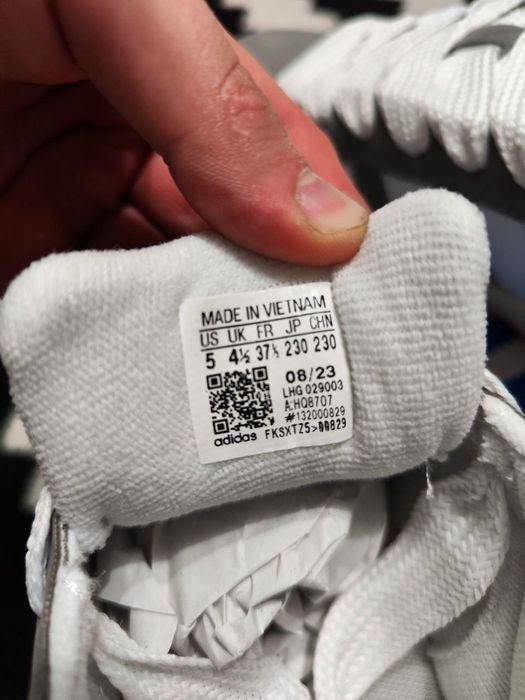 MADE IN VIETNAM
US UK FR JP CHN
5 4½ 37⅓ 230 230
08/23
LHG 029003
A:HQ8707
#132000829
adidas FKSXTZ5>00829